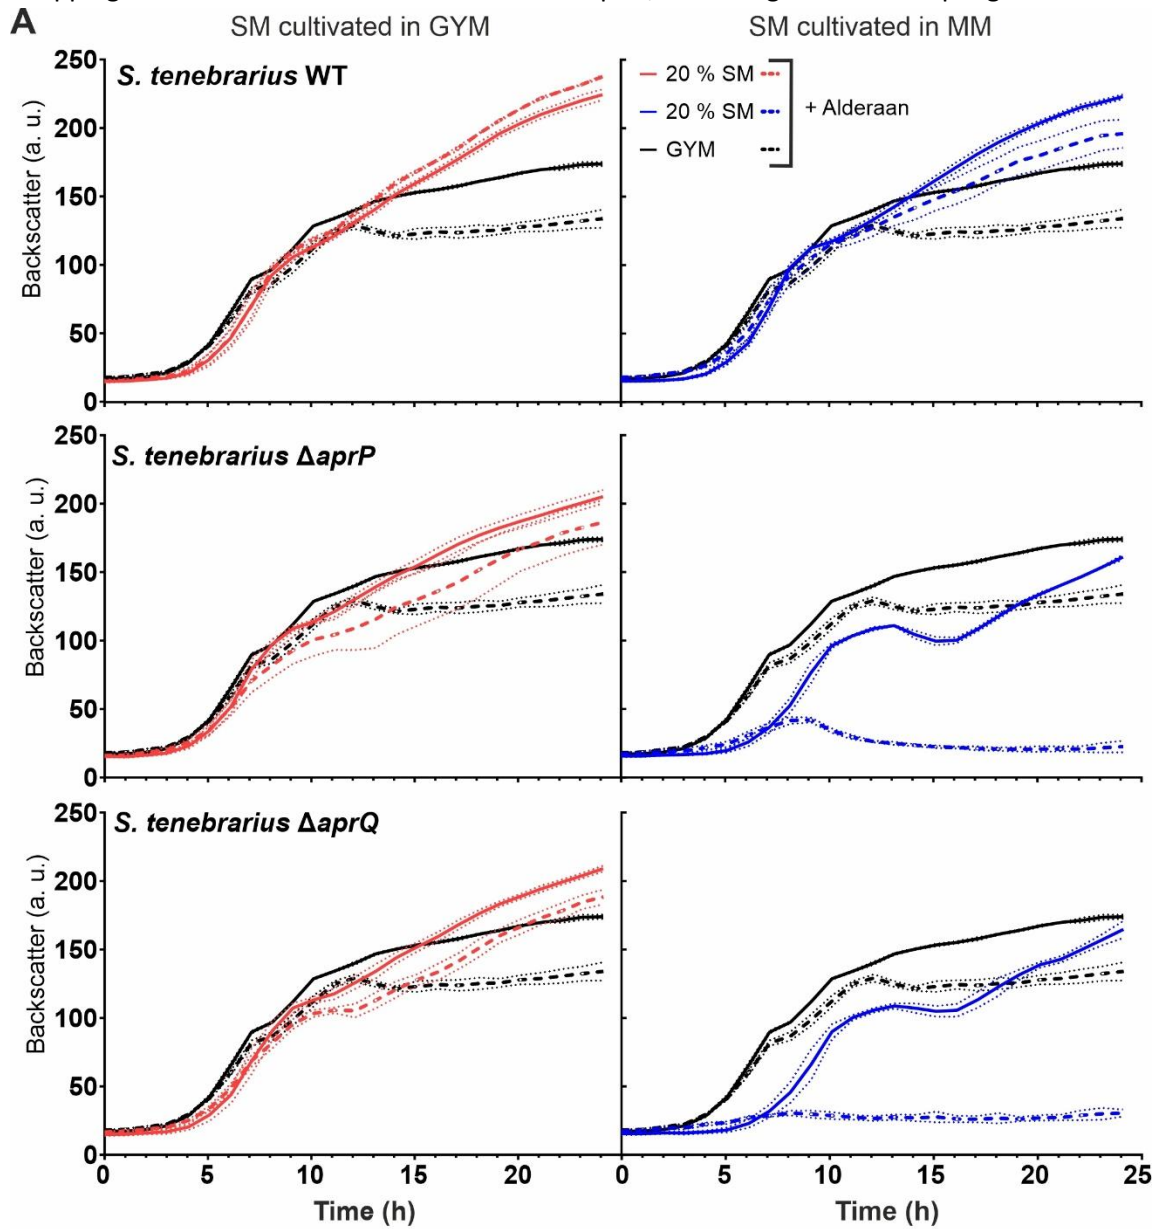 A
SM cultivated in GYM
SM cultivated in MM
250
200
150
100
50
0
Backscatter (a. u.)
S. tenebrarius WT
20 % SM
20 % SM
GYM
+ Alderaan
250
200
150
100
50
0
Backscatter (a. u.)
S. tenebrarius ΔaprP
250
200
150
100
50
0
Backscatter (a. u.)
S. tenebrarius ΔaprQ
0 5 10 15 20 0 5 10 15 20 25
Time (h) Time (h)